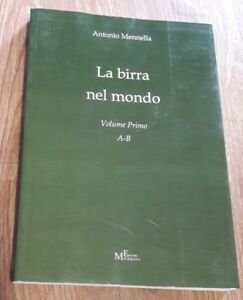 Antonio Mennella
La birra
nel mondo
Volume Primo
A-B